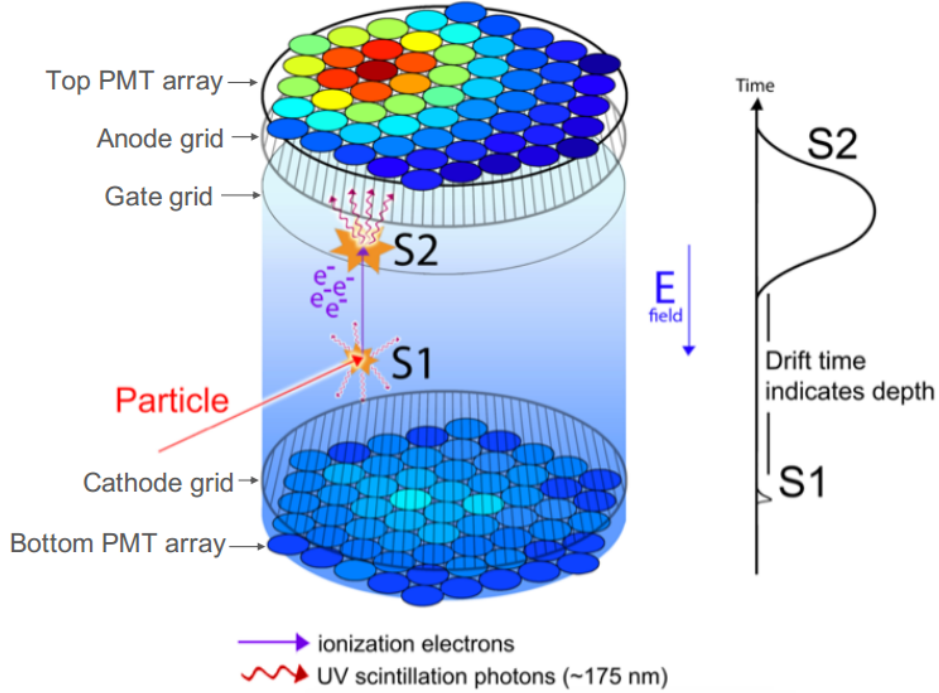 Top PMT array
Anode grid
Gate grid
S2
e-
e-
e-
e-
E
field
S1
Particle
Cathode grid
Bottom PMT array
Time
S2
Drift time
indicates depth
S1
ionization electrons
UV scintillation photons (~175 nm)